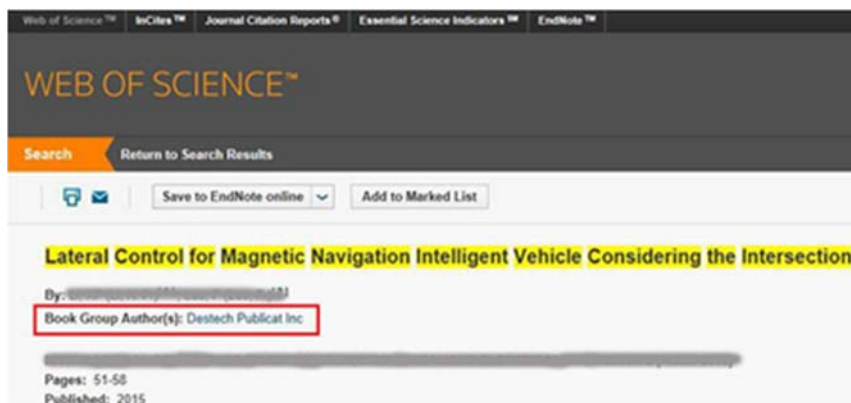 Web of Science™ InCites™ Journal Citation Reports® Essential Science Indicators℠ EndNote™
WEB OF SCIENCE™
Search Return to Search Results
Save to EndNote online Add to Marked List
Lateral Control for Magnetic Navigation Intelligent Vehicle Considering the Intersection
By:
Book Group Author(s): Destech Publicat Inc
Pages: 51-58
Published: 2015